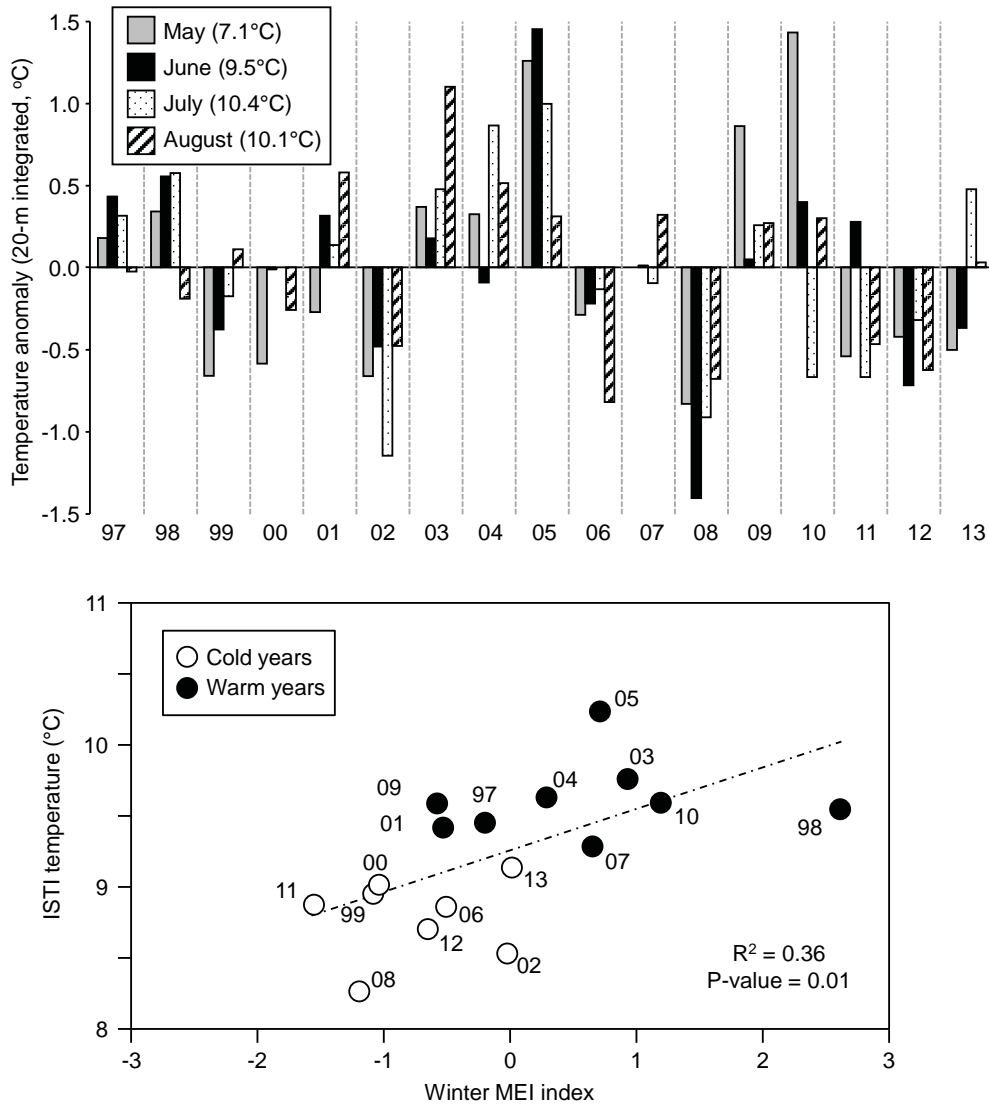 Temperature anomaly (20-m integrated, ºC)
1.5
1.0
0.5
0.0
-0.5
-1.0
-1.5
May (7.1°C)
June (9.5°C)
July (10.4°C)
August (10.1°C)
97 98 99 00 01 02 03 04 05 06 07 08 09 10 11 12 13
ISTI temperature (°C)
11
10
9
8
Cold years
Warm years
05
03
04
09
97
01
10
98
07
00
13
11
99
06
12
02
08
R² = 0.36
P-value = 0.01
-3 -2 -1 0 1 2 3
Winter MEI index